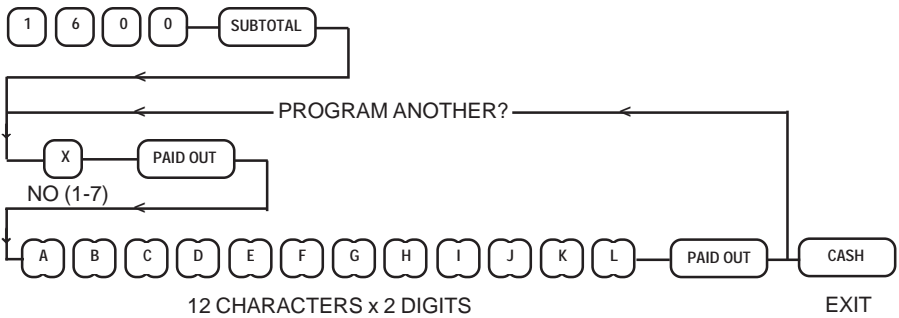 1 6 0 0 SUBTOTAL
PROGRAM ANOTHER?
X PAID OUT
NO (1-7)
A B C D E F G H I J K L PAID OUT CASH
12 CHARACTERS x 2 DIGITS EXIT